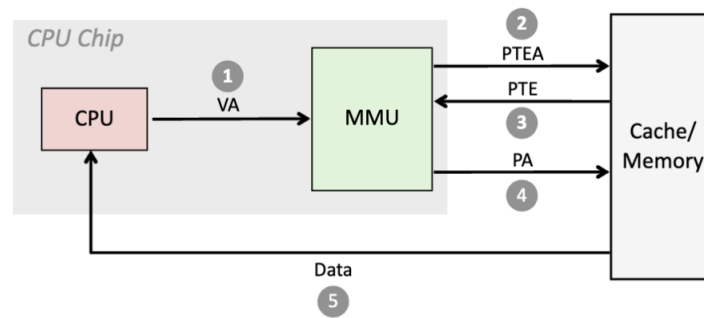 CPU Chip
2
PTEA
1
VA
PTE
CPU
MMU
3
Cache/
Memory
PA
4
Data
5